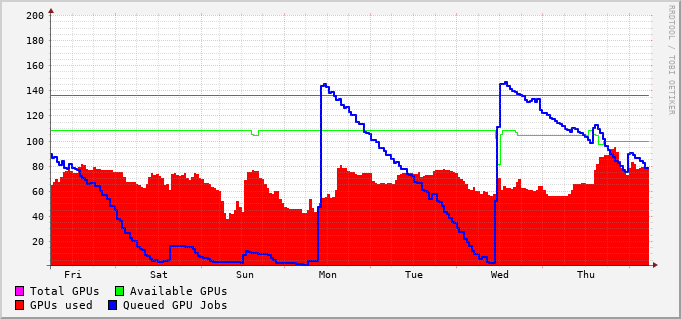 200
180
160
140
120
100
80
60
40
20
Fri Sat Sun Mon Tue Wed Thu
Total GPUs Available GPUs
GPUs used Queued GPU Jobs
RRDTOOL / TOBI OETIKER